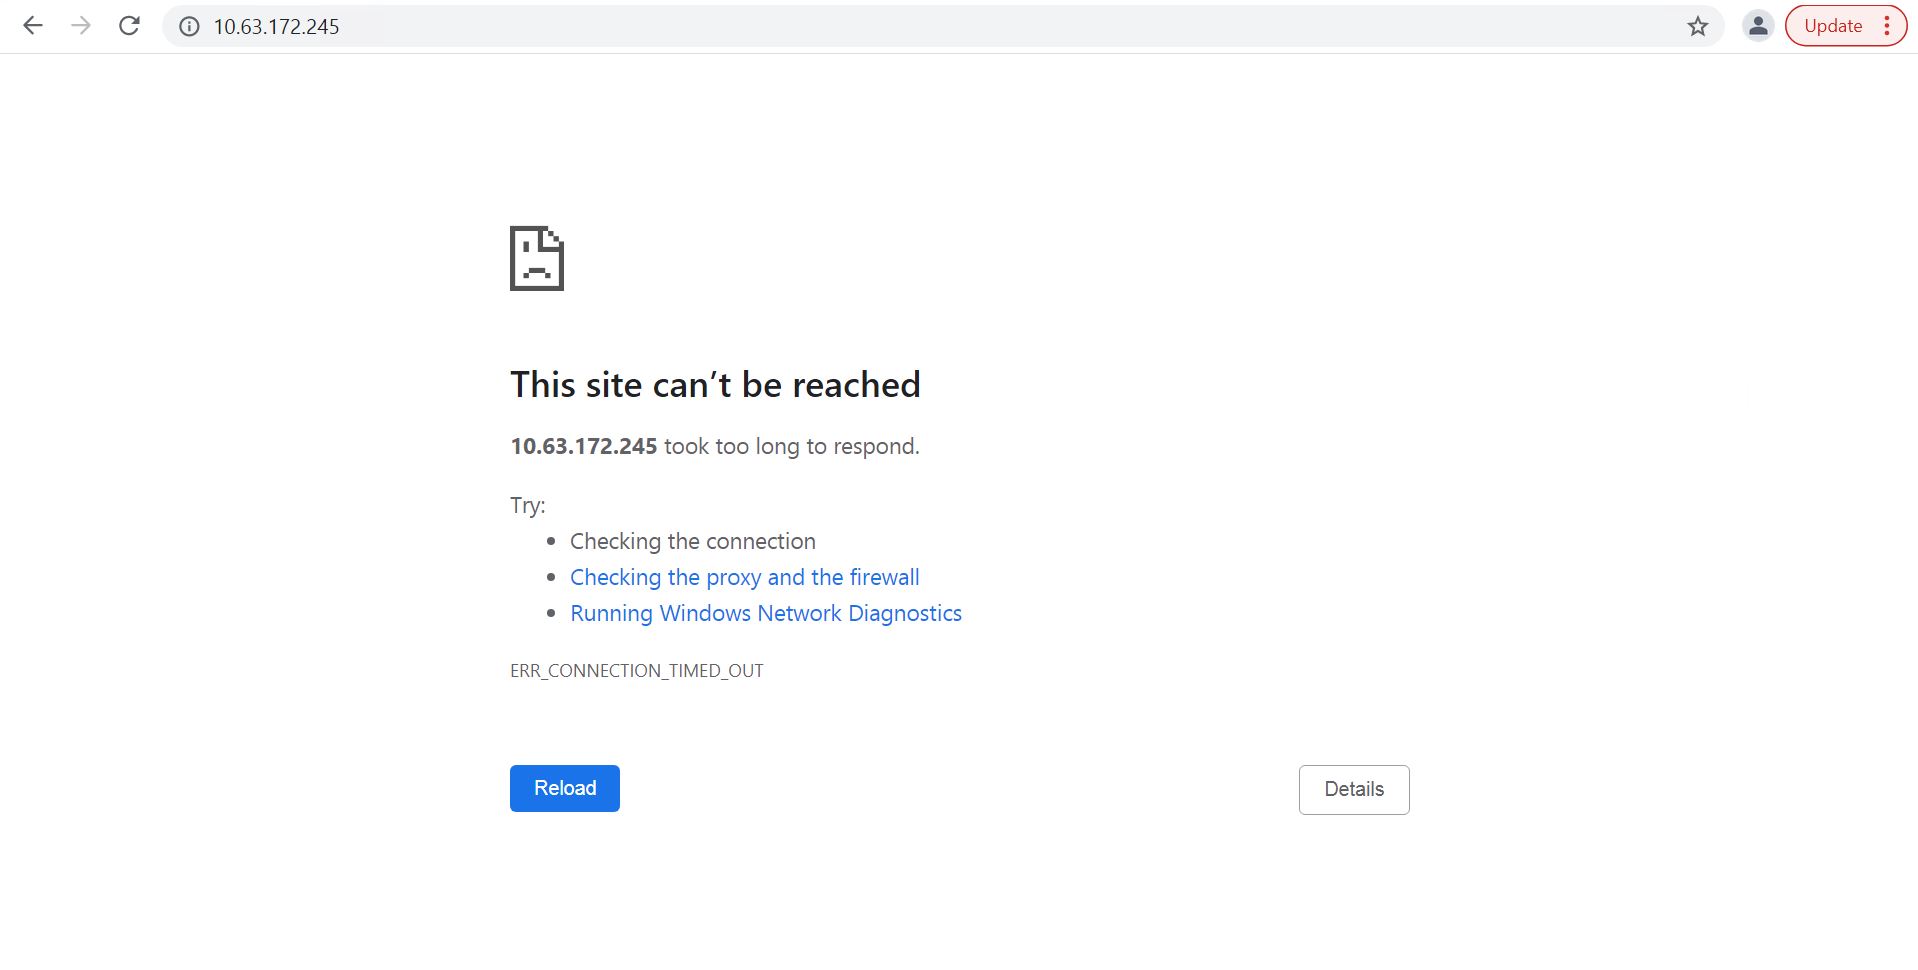 10.63.172.245
Update
This site can’t be reached
10.63.172.245 took too long to respond.
Try:
• Checking the connection
• Checking the proxy and the firewall
• Running Windows Network Diagnostics
ERR_CONNECTION_TIMED_OUT
Reload
Details